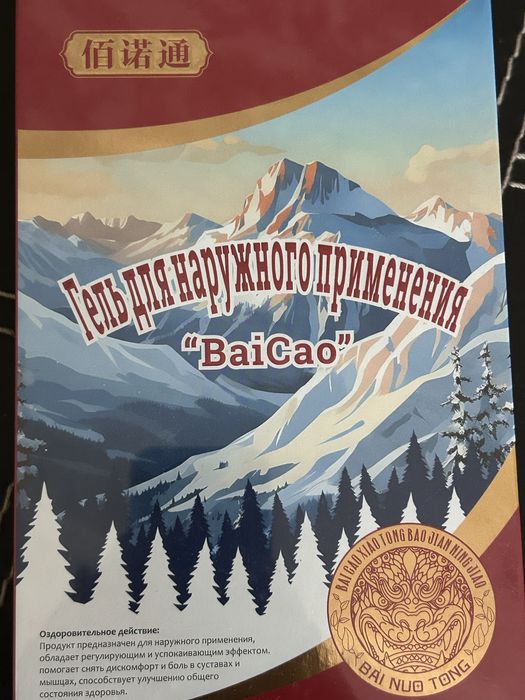 佰诺通
Гель для наружного применения
“BaiCao”
BAI CAO XIAO TONG BAO JIAN NING JIAO
BAI NUO TONG
Оздоровительное действие:
Продукт предназначен для наружного применения,
обладает регулирующим и успокаивающим эффектом.
помогает снять дискомфорт и боль в суставах и
мышцах, способствует улучшению общего
состояния здоровья.